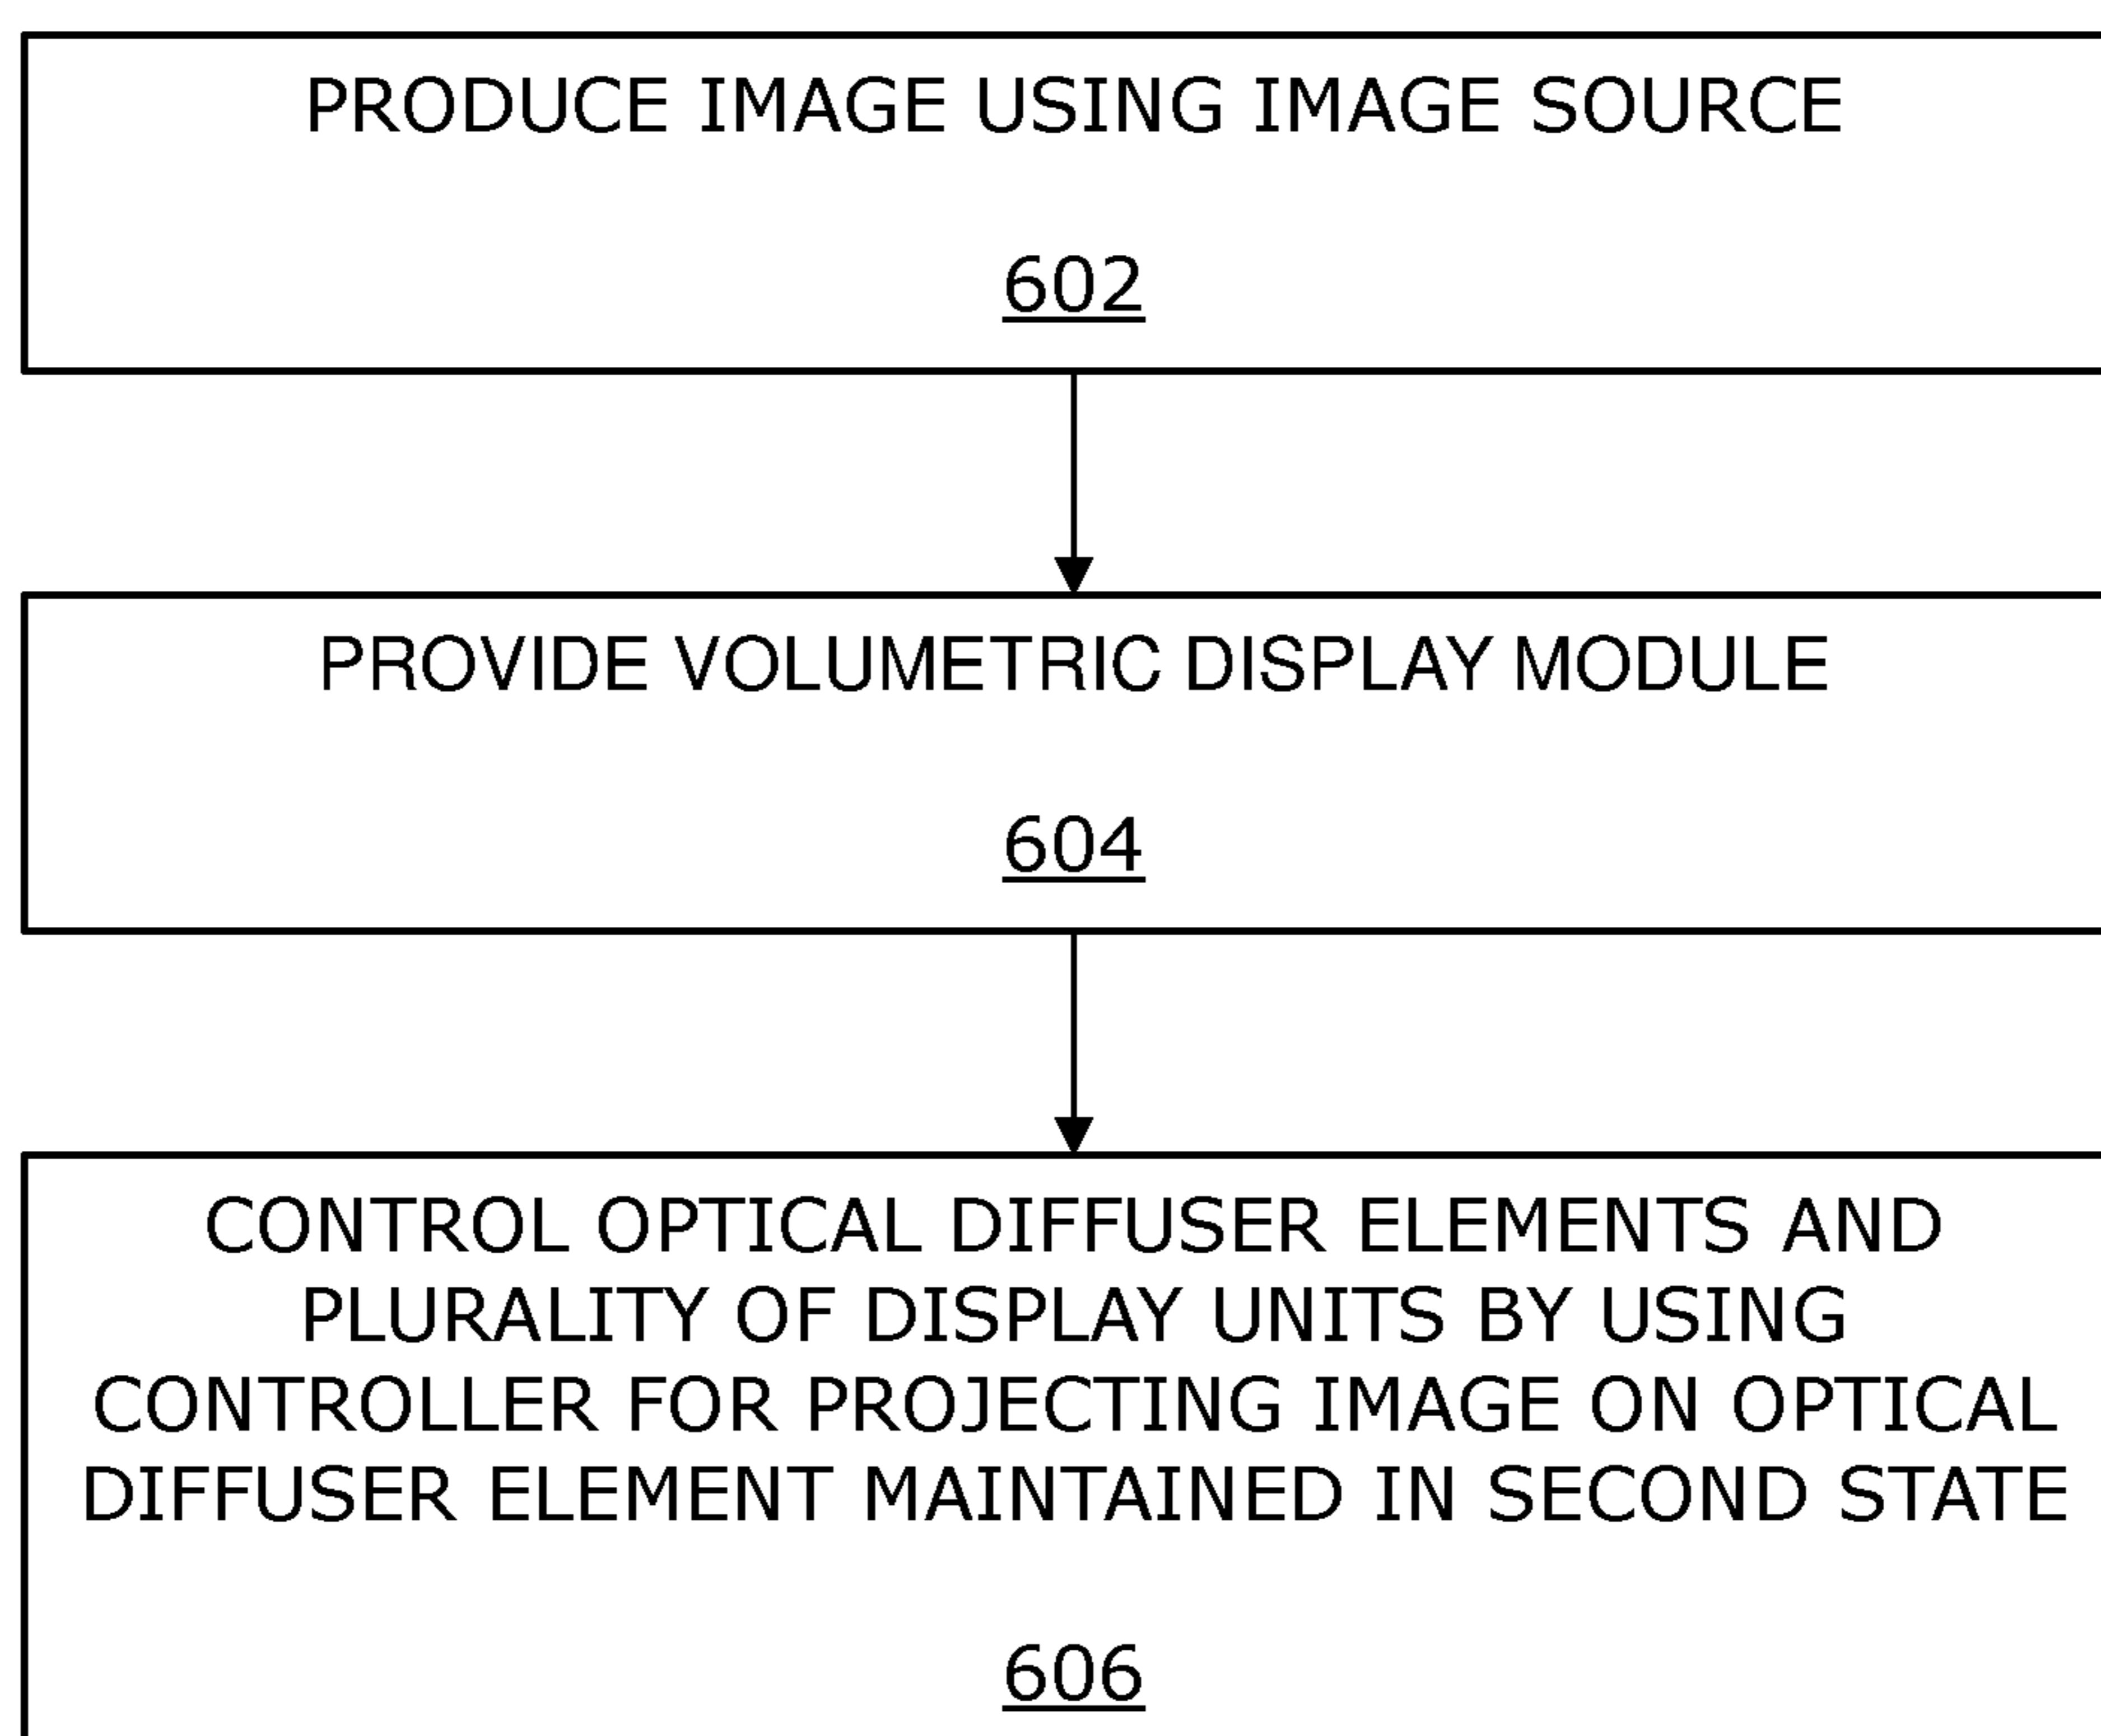 PRODUCE IMAGE USING IMAGE SOURCE
602
PROVIDE VOLUMETRIC DISPLAY MODULE
604
CONTROL OPTICAL DIFFUSER ELEMENTS AND
PLURALITY OF DISPLAY UNITS BY USING
CONTROLLER FOR PROJECTING IMAGE ON OPTICAL
DIFFUSER ELEMENT MAINTAINED IN SECOND STATE
606